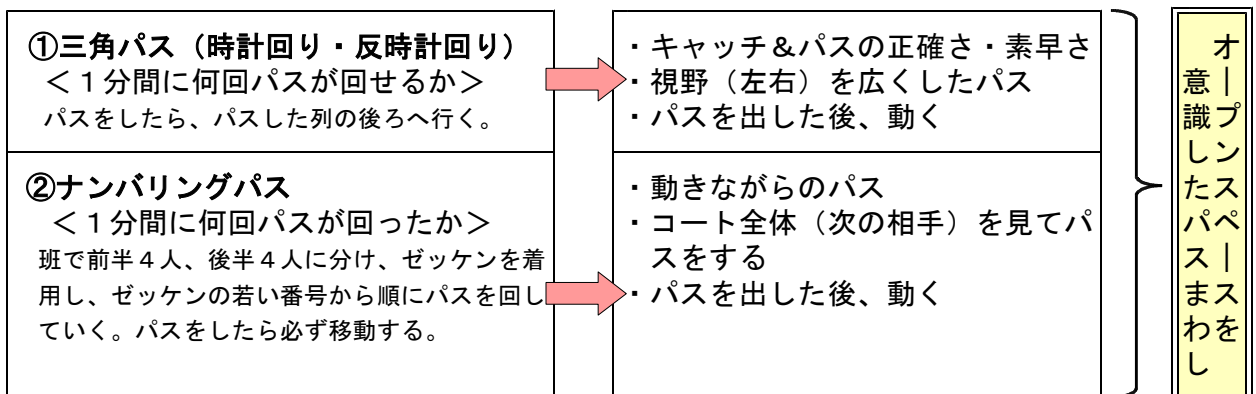 ①三角パス（時計回り・反時計回り）
＜１分間に何回パスが回せるか＞
パスをしたら、パスした列の後ろへ行く。
・キャッチ＆パスの正確さ・素早さ
・視野（左右）を広くしたパス
・パスを出した後、動く
②ナンバリングパス
＜１分間に何回パスが回ったか＞
班で前半４人、後半４人に分け、ゼッケンを着
用し、ゼッケンの若い番号から順にパスを回し
ていく。パスをしたら必ず移動する。
・動きながらのパス
・コート全体（次の相手）を見てパ
スをする
・パスを出した後、動く
オープンスペースを
意識したパスまわし